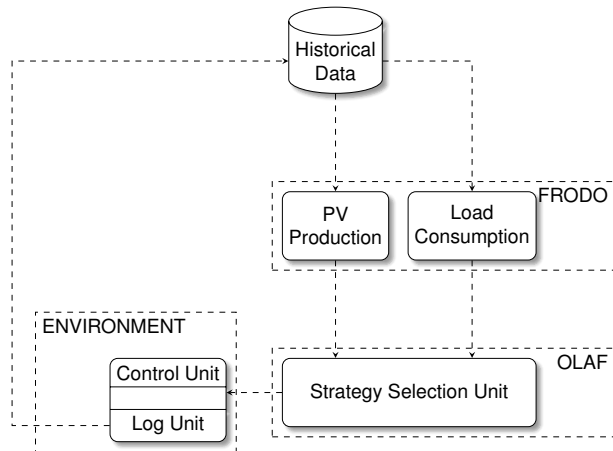 Historical
Data
FRODO
PV
Production
Load
Consumption
ENVIRONMENT
OLAF
Control Unit
Strategy Selection Unit
Log Unit